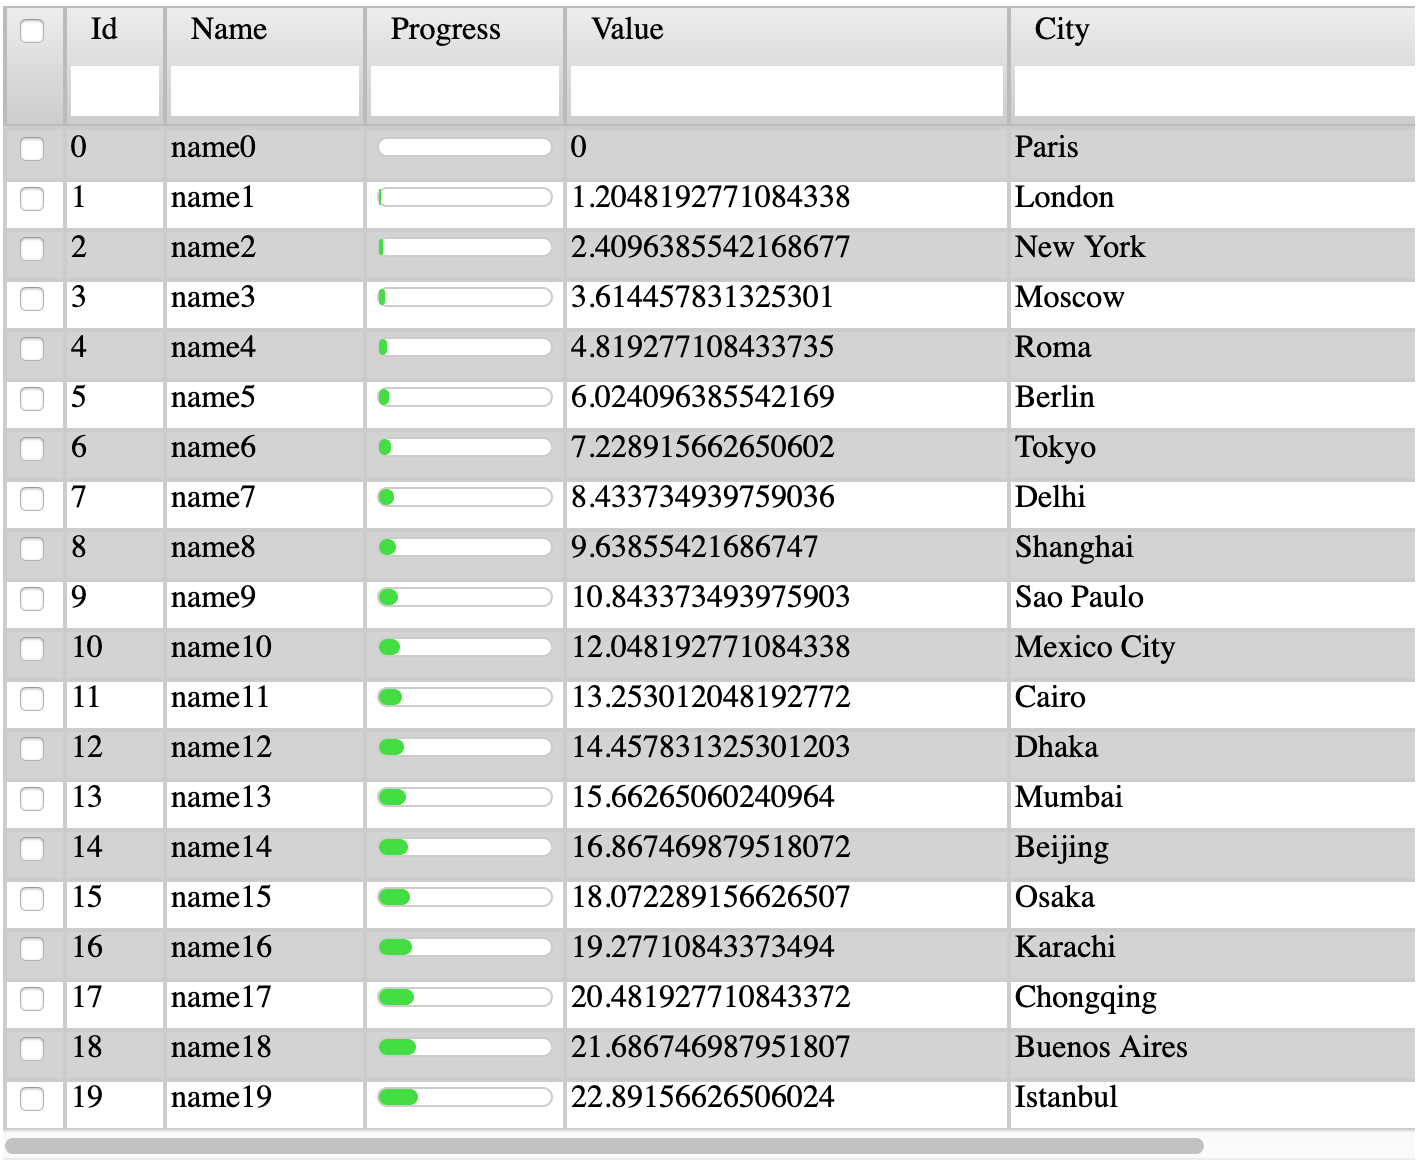 Id Name Progress Value City
0 name0 0 Paris
1 name1 1.2048192771084338 London
2 name2 2.4096385542168677 New York
3 name3 3.614457831325301 Moscow
4 name4 4.819277108433735 Roma
5 name5 6.024096385542169 Berlin
6 name6 7.228915662650602 Tokyo
7 name7 8.433734939759036 Delhi
8 name8 9.63855421686747 Shanghai
9 name9 10.843373493975903 Sao Paulo
10 name10 12.048192771084338 Mexico City
11 name11 13.253012048192772 Cairo
12 name12 14.457831325301203 Dhaka
13 name13 15.66265060240964 Mumbai
14 name14 16.867469879518072 Beijing
15 name15 18.072289156626507 Osaka
16 name16 19.27710843373494 Karachi
17 name17 20.481927710843372 Chongqing
18 name18 21.686746987951807 Buenos Aires
19 name19 22.89156626506024 Istanbul